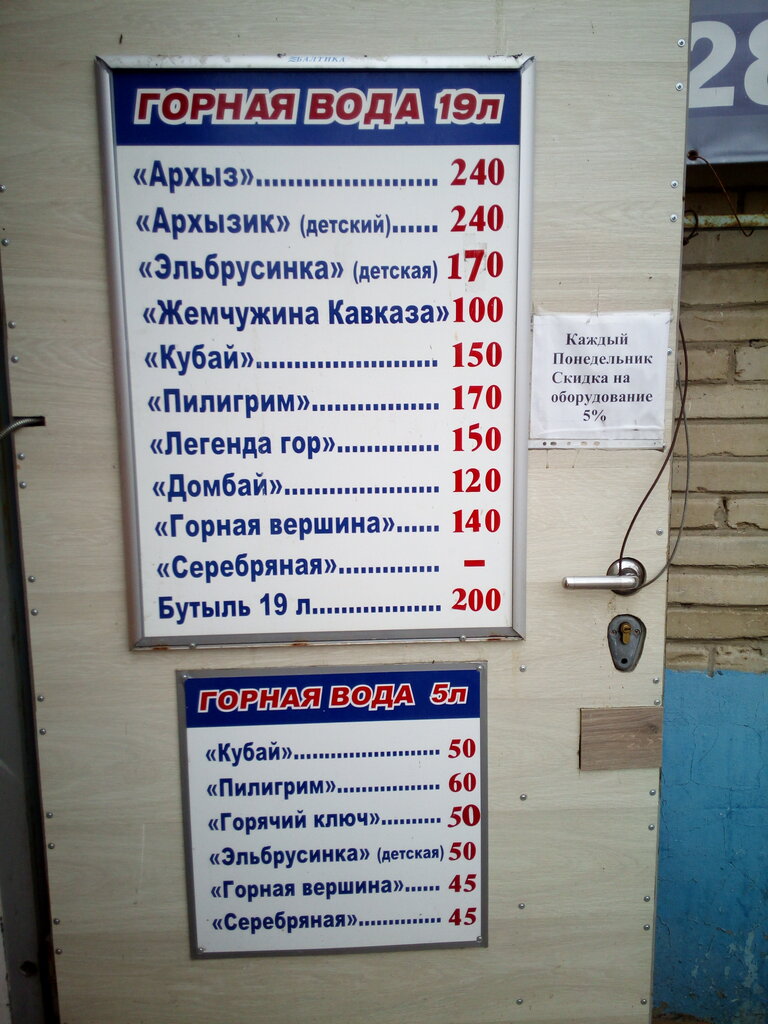 БАЛТИКА
ГОРНАЯ ВОДА 19л
«Архыз»...................... 240
«Архызик» (детский)...... 240
«Эльбрусинка» (детская) 170
«Жемчужина Кавказа» 100
«Кубай»...................... 150
«Пилигрим»................ 170
«Легенда гор»............. 150
«Домбай».................... 120
«Горная вершина»...... 140
«Серебряная»............. –
Бутыль 19 л................. 200
28
Каждый
Понедельник
Скидка на
оборудование
5%
ГОРНАЯ ВОДА 5л
«Кубай»...................... 50
«Пилигрим»................ 60
«Горячий ключ».......... 50
«Эльбрусинка» (детская) 50
«Горная вершина»...... 45
«Серебряная».............. 45